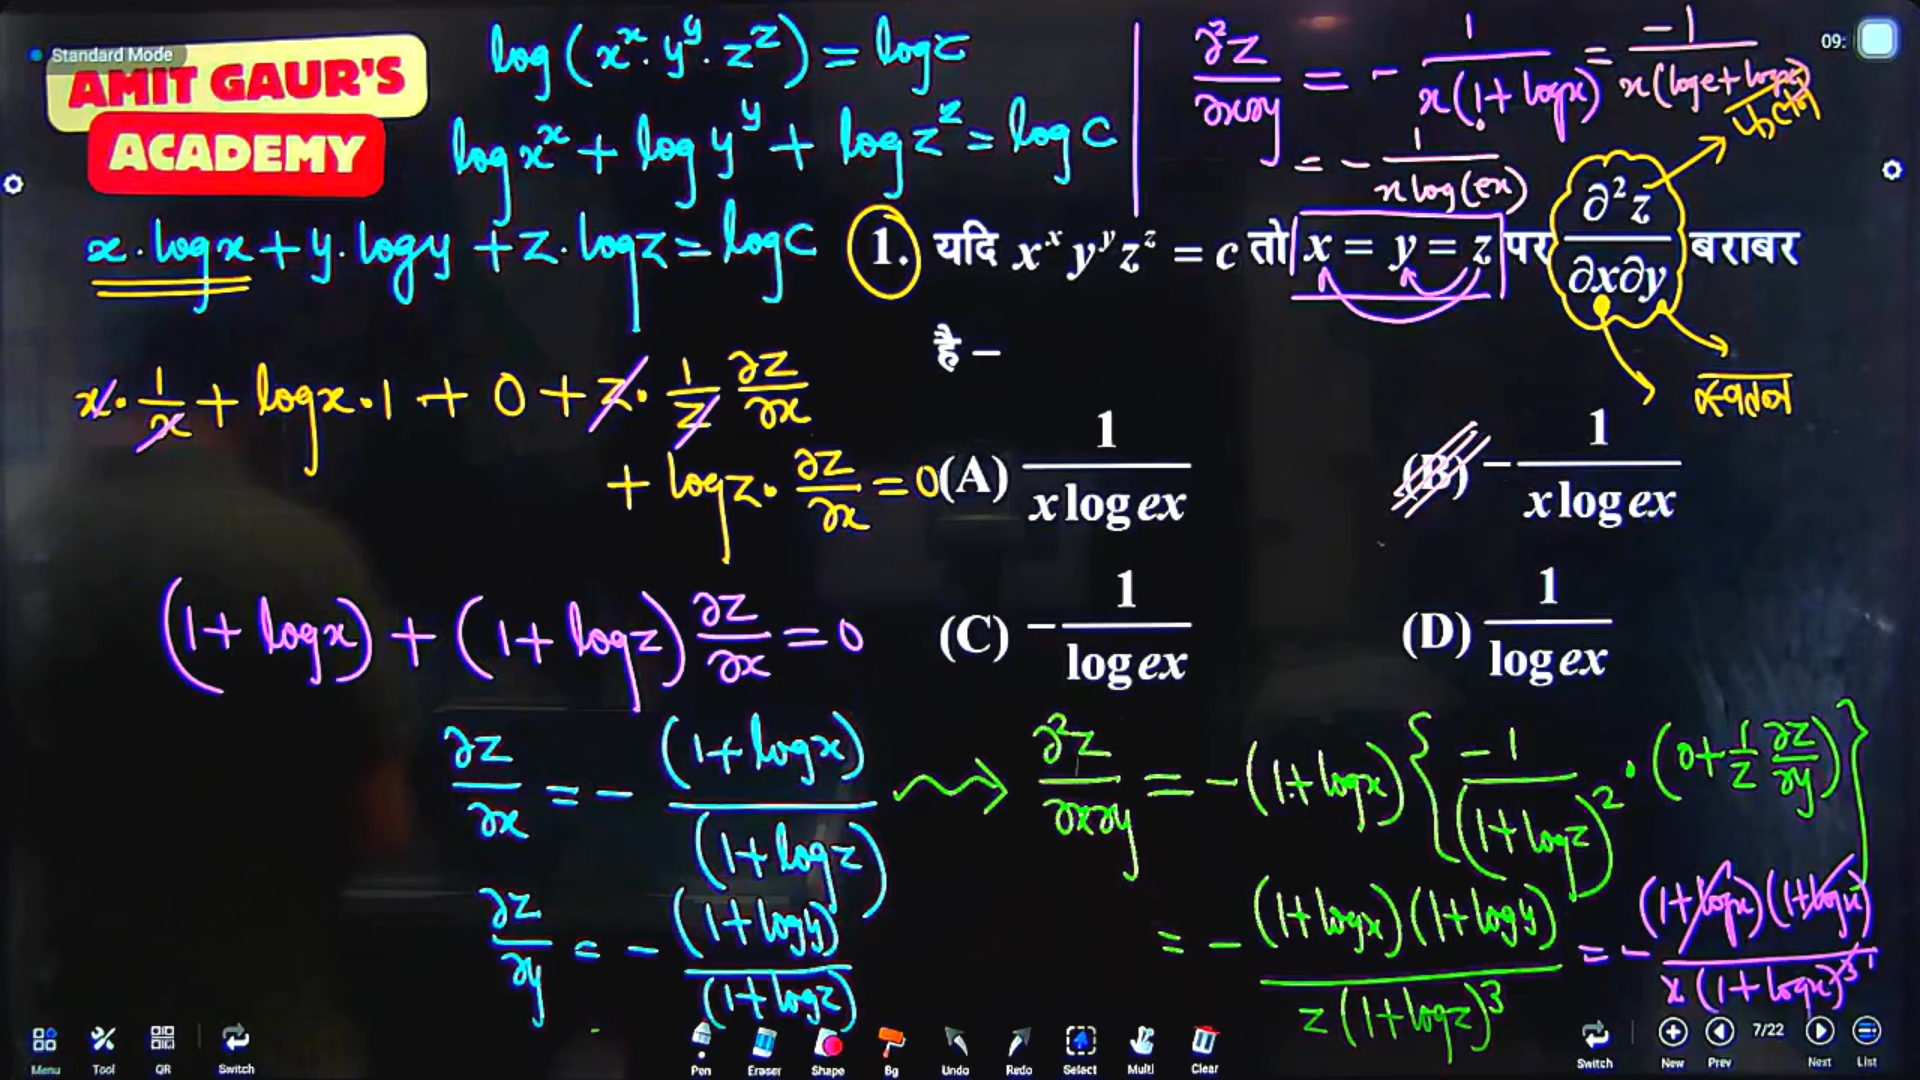 Standard Mode
AMIT GAUR'S
ACADEMY
09:
log(x^x · y^y · z^z) = log c
log x^x + log y^y + log z^z = log c
x · log x + y · log y + z · log z = log c
∂²z/∂x∂y = - 1/(x(1 + log x)) = -1/(x(log e + log x))
= - 1/(x log(ex))
फलन
1. यदि x^x y^y z^z = c तो x = y = z पर ∂²z/∂x∂y बराबर
है –
x · 1/x + log x · 1 + 0 + z · 1/z ∂z/∂x
+ log z · ∂z/∂x = 0
(A) 1/(x log ex)
(B) - 1/(x log ex)
(C) - 1/(log ex)
(D) 1/(log ex)
(1 + log x) + (1 + log z) ∂z/∂x = 0
∂z/∂x = - (1 + log x)/(1 + log z)
∂²z/∂x∂y = -(1 + log x) { -1/(1 + log z)² · (0 + 1/z ∂z/∂y) }
∂z/∂y = - (1 + log y)/(1 + log z)
= - (1 + log x)(1 + log y)/(z(1 + log z)³) = - (1 + log x)(1 + log x)/(x(1 + log x)³ ¹)
Menu Tool QR Switch Pen Eraser Shape Bg Undo Redo Select Multi Clear Switch New Prev 7/22 Next List